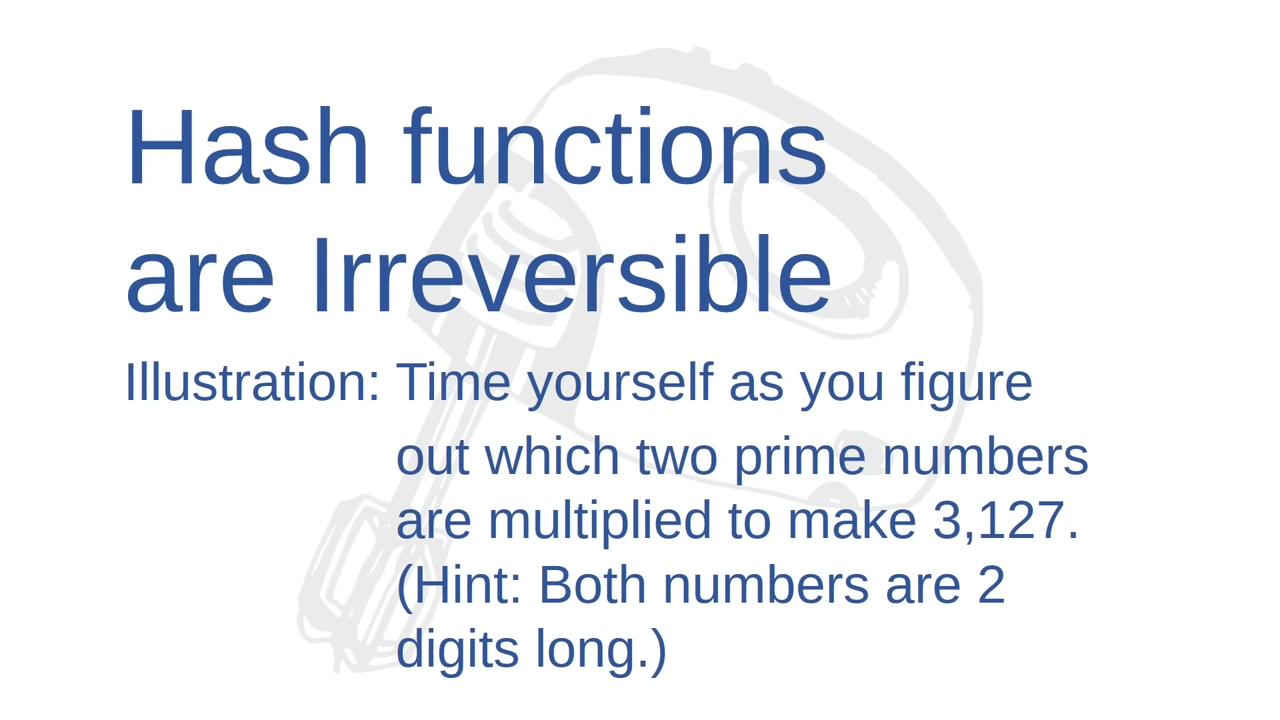 Hash functions
are Irreversible
Illustration: Time yourself as you figure
out which two prime numbers
are multiplied to make 3,127.
(Hint: Both numbers are 2
digits long.)